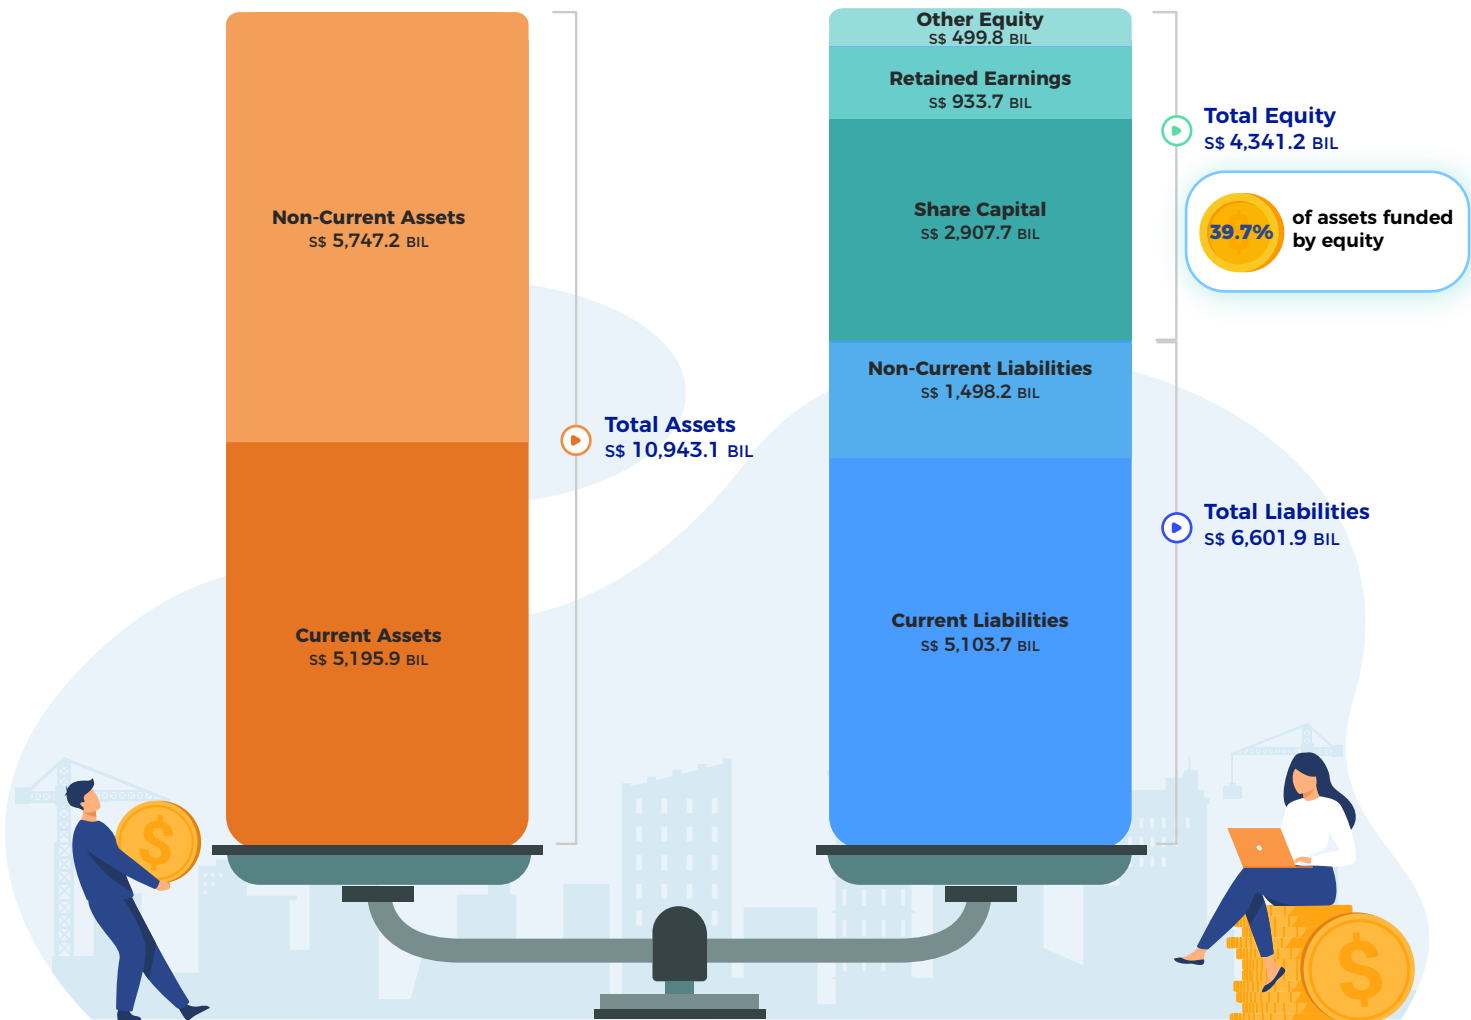 Non-Current Assets
S$ 5,747.2 BIL
Current Assets
S$ 5,195.9 BIL
Total Assets
S$ 10,943.1 BIL
Other Equity
S$ 499.8 BIL
Retained Earnings
S$ 933.7 BIL
Share Capital
S$ 2,907.7 BIL
Non-Current Liabilities
S$ 1,498.2 BIL
Current Liabilities
S$ 5,103.7 BIL
Total Equity
S$ 4,341.2 BIL
39.7% of assets funded
by equity
Total Liabilities
S$ 6,601.9 BIL
$
$